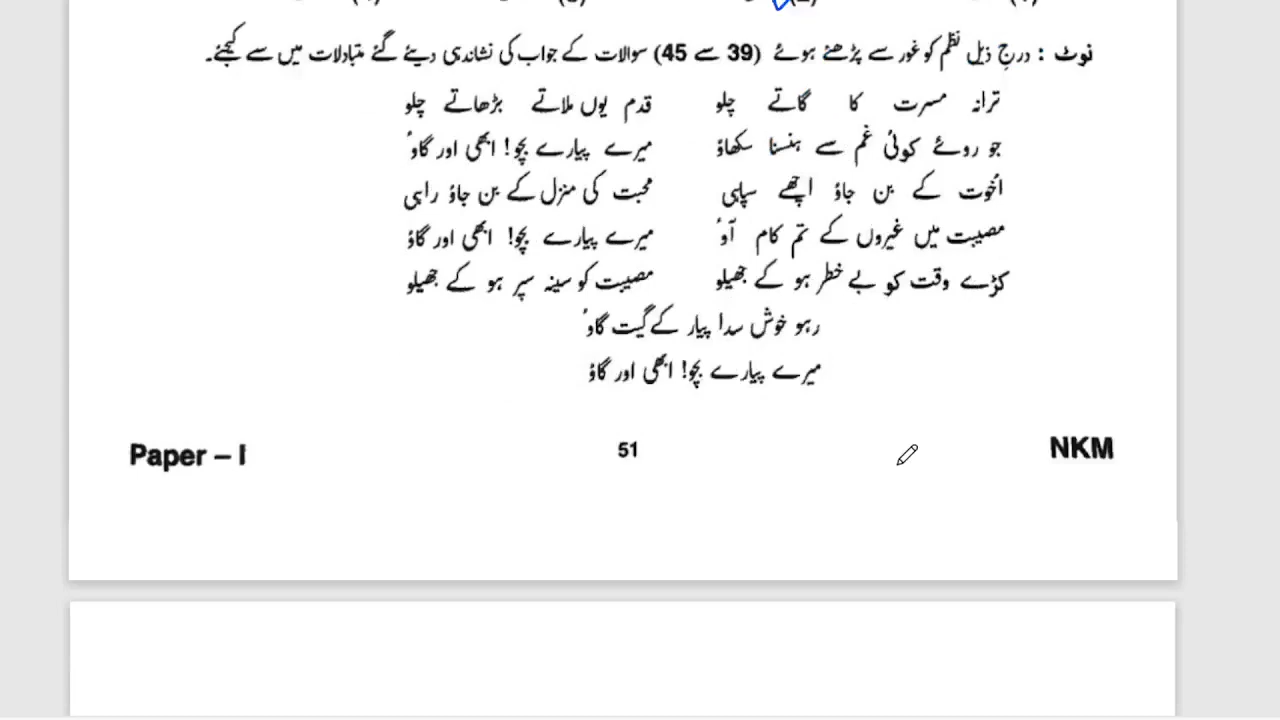 نوٹ : درجِ ذیل نظم کو غور سے پڑھتے ہوئے (39 سے 45) سوالات کے جواب کی نشاندہی دیئے گئے متبادلات میں سے کیجئے۔
ترانہ مسرت کا گاتے چلو قدم یوں ملاتے بڑھاتے چلو
جو روئے کوئی غم سے ہنسنا سکھاؤ میرے پیارے بچو! ابھی اور گاؤ
اُخوت کے بن جاؤ اچھے سپاہی محبت کی منزل کے بن جاؤ راہی
مصیبت میں غیروں کے تم کام آؤ میرے پیارے بچو! ابھی اور گاؤ
کڑے وقت کو بے خطر ہو کے جھیلو مصیبت کو سینہ سپر ہو کے جھیلو
رہو خوش سدا پیار کے گیت گاؤ
میرے پیارے بچو! ابھی اور گاؤ
Paper – I 51 NKM